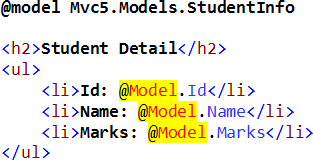 @model Mvc5.Models.StudentInfo
<h2>Student Detail</h2>
<ul>
<li>Id: @Model.Id</li>
<li>Name: @Model.Name</li>
<li>Marks: @Model.Marks</li>
</ul>